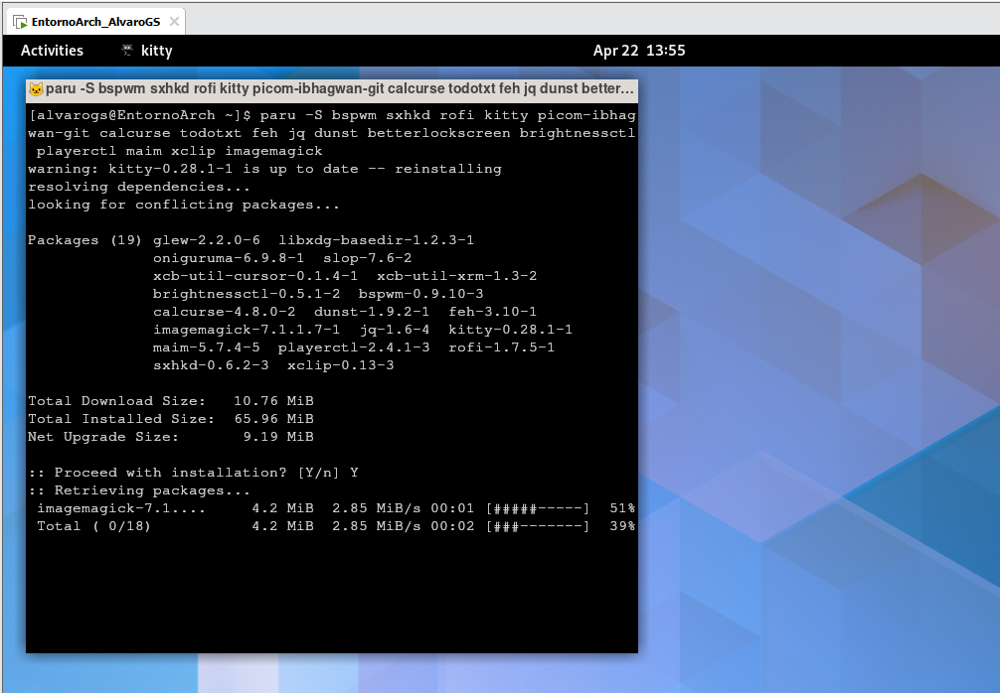 EntornoArch_AlvaroGS
Activities kitty Apr 22 13:55
paru -S bspwm sxhkd rofi kitty picom-ibhagwan-git calcurse todotxt feh jq dunst better...
[alvarogs@EntornoArch ~]$ paru -S bspwm sxhkd rofi kitty picom-ibhag
wan-git calcurse todotxt feh jq dunst betterlockscreen brightnessctl
playerctl maim xclip imagemagick
warning: kitty-0.28.1-1 is up to date -- reinstalling
resolving dependencies...
looking for conflicting packages...
Packages (19) glew-2.2.0-6 libxdg-basedir-1.2.3-1
oniguruma-6.9.8-1 slop-7.6-2
xcb-util-cursor-0.1.4-1 xcb-util-xrm-1.3-2
brightnessctl-0.5.1-2 bspwm-0.9.10-3
calcurse-4.8.0-2 dunst-1.9.2-1 feh-3.10-1
imagemagick-7.1.1.7-1 jq-1.6-4 kitty-0.28.1-1
maim-5.7.4-5 playerctl-2.4.1-3 rofi-1.7.5-1
sxhkd-0.6.2-3 xclip-0.13-3
Total Download Size: 10.76 MiB
Total Installed Size: 65.96 MiB
Net Upgrade Size: 9.19 MiB
:: Proceed with installation? [Y/n] Y
:: Retrieving packages...
imagemagick-7.1.... 4.2 MiB 2.85 MiB/s 00:01 [#####-----] 51%
Total ( 0/18) 4.2 MiB 2.85 MiB/s 00:02 [###-------] 39%